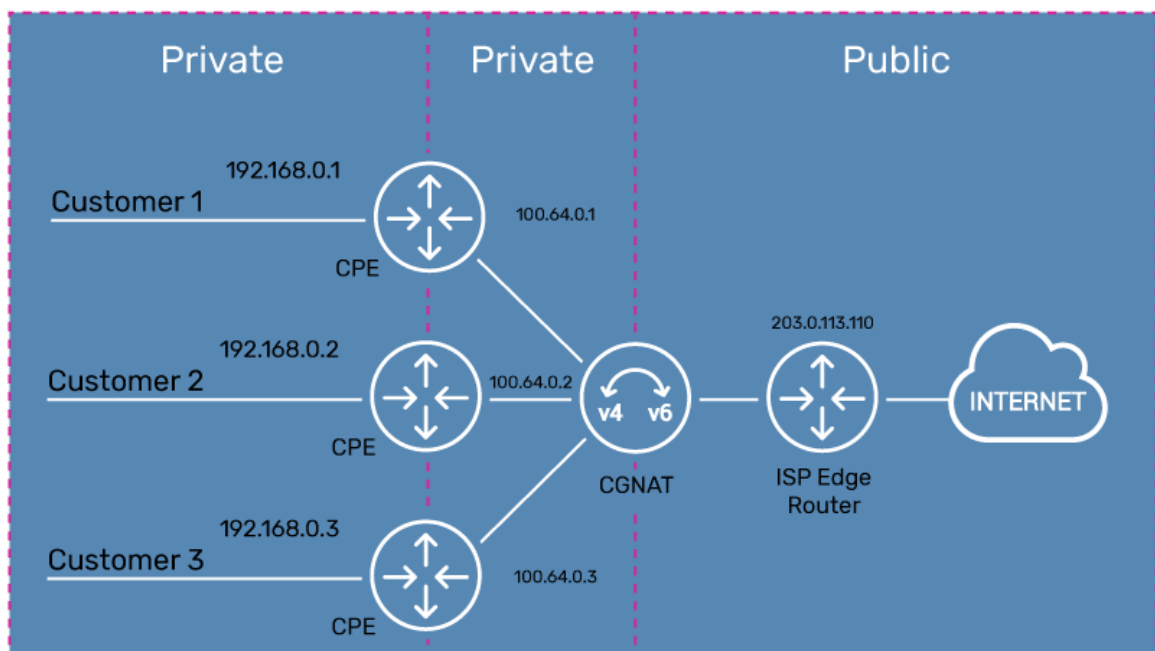 Private
Private
Public
192.168.0.1
Customer 1
100.64.0.1
CPE
192.168.0.2
Customer 2
100.64.0.2
CPE
v4 v6
CGNAT
203.0.113.110
ISP Edge
Router
INTERNET
192.168.0.3
Customer 3
100.64.0.3
CPE